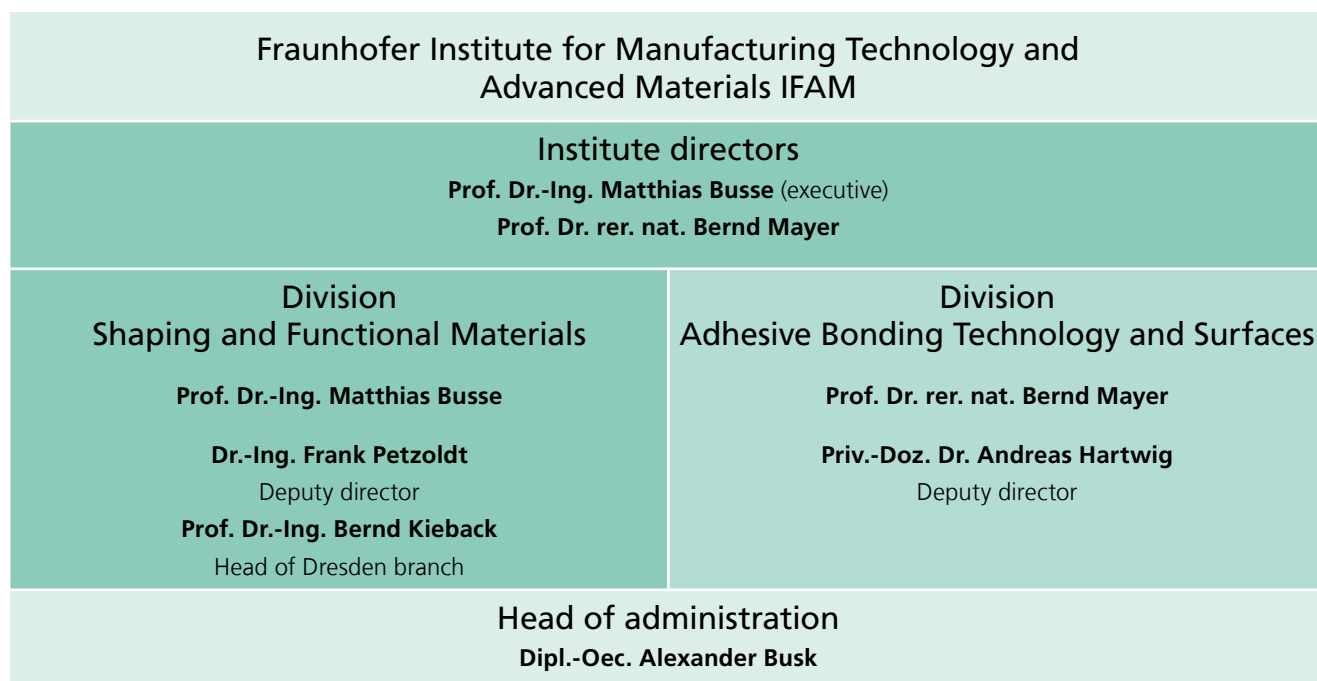 Fraunhofer Institute for Manufacturing Technology and
Advanced Materials IFAM
Institute directors
Prof. Dr.-Ing. Matthias Busse (executive)
Prof. Dr. rer. nat. Bernd Mayer
Division
Shaping and Functional Materials
Prof. Dr.-Ing. Matthias Busse
Dr.-Ing. Frank Petzoldt
Deputy director
Prof. Dr.-Ing. Bernd Kieback
Head of Dresden branch
Division
Adhesive Bonding Technology and Surfaces
Prof. Dr. rer. nat. Bernd Mayer
Priv.-Doz. Dr. Andreas Hartwig
Deputy director
Head of administration
Dipl.-Oec. Alexander Busk